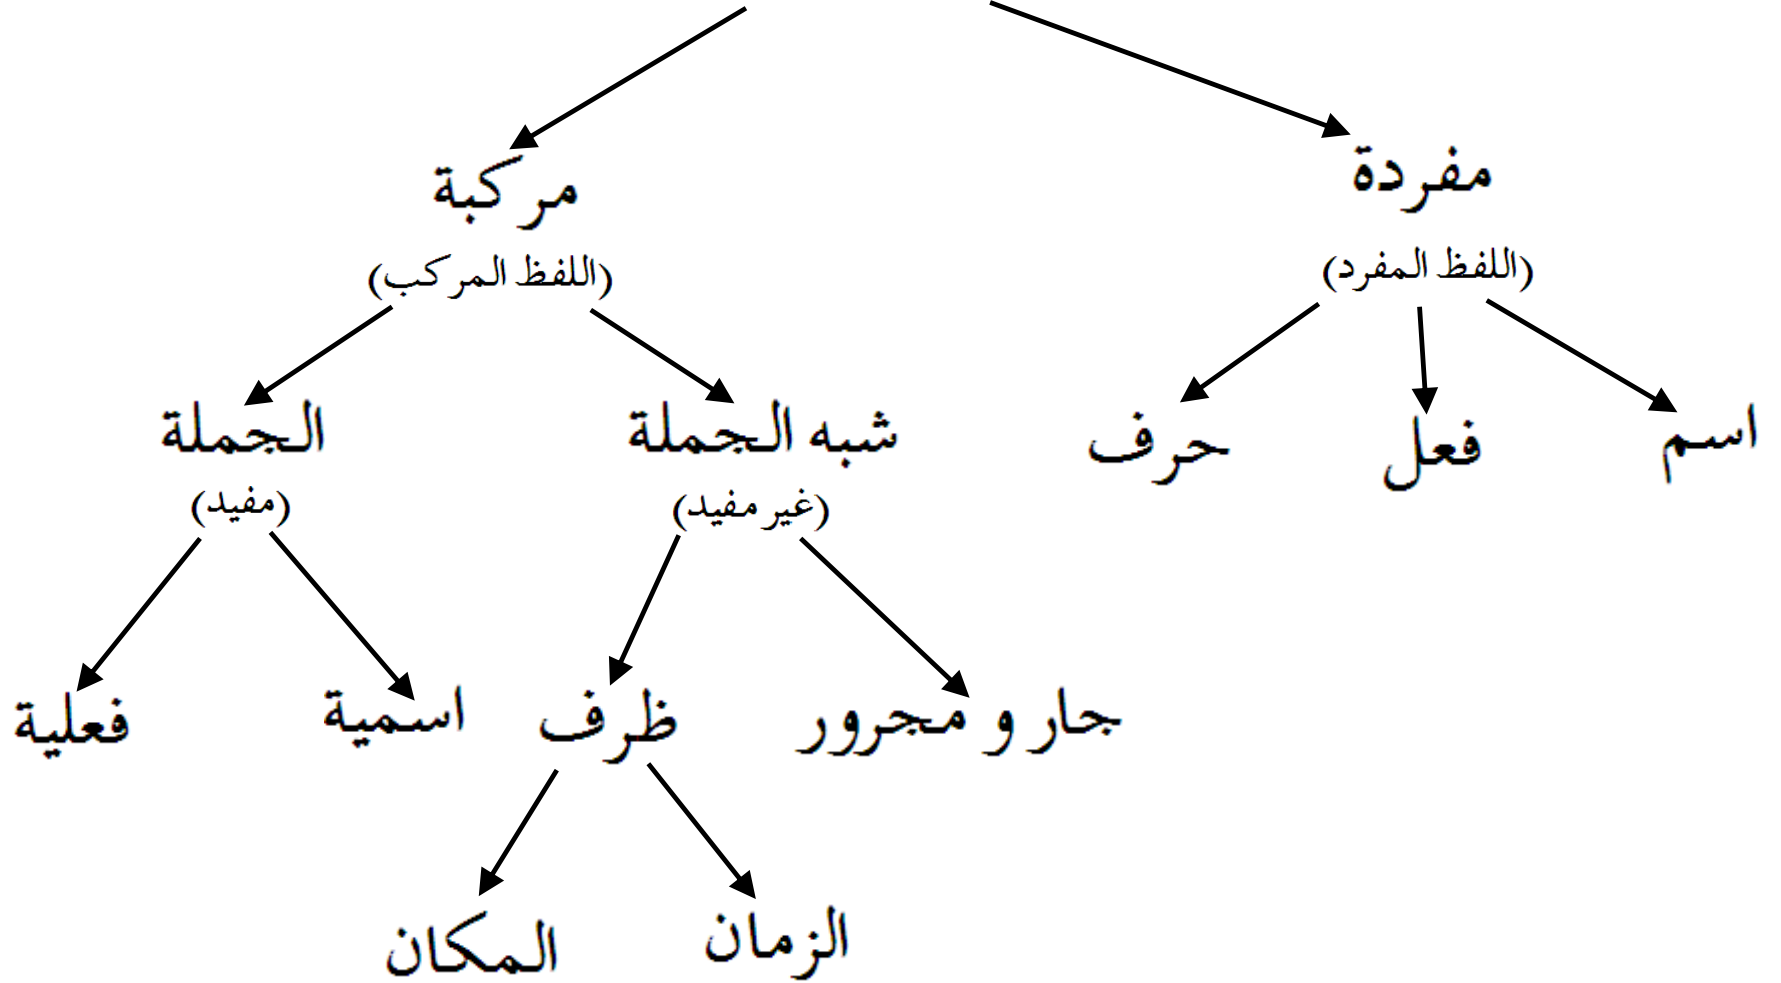 مفردة
مركبة
(اللفظ المفرد)
(اللفظ المركب)
اسم
فعل
حرف
شبه الجملة
الجملة
(غير مفيد)
(مفيد)
جار و مجرور
ظرف
اسمية
فعلية
الزمان
المكان